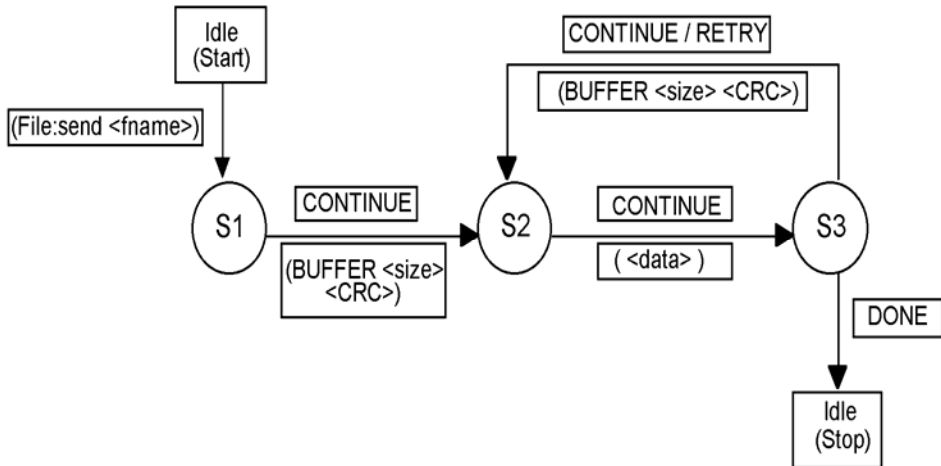 Idle
(Start)
CONTINUE / RETRY
(BUFFER <size> <CRC>)
(File:send <fname>)
S1
CONTINUE
(BUFFER <size>
<CRC>)
S2
CONTINUE
( <data> )
S3
DONE
Idle
(Stop)